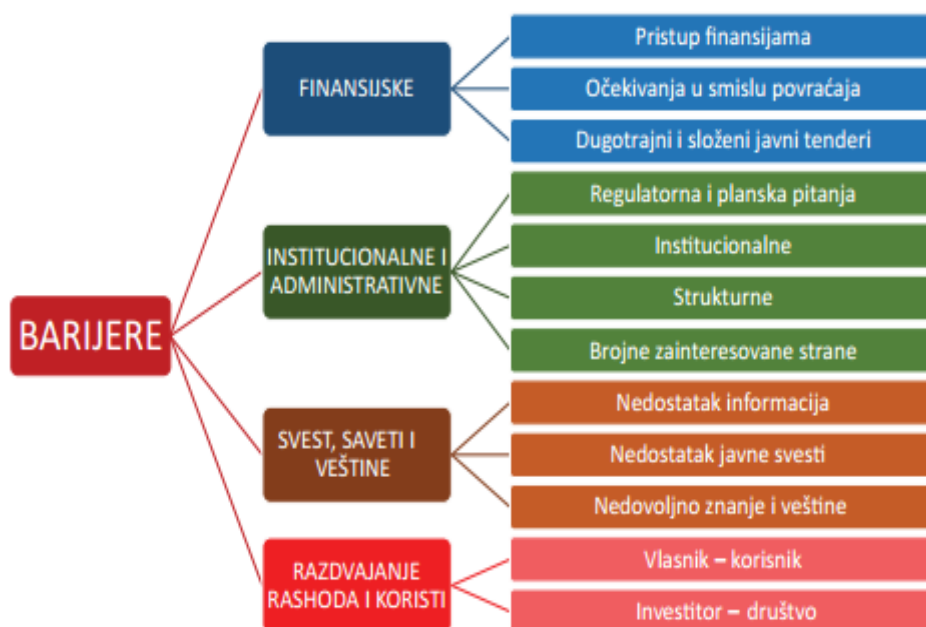 BARIJERE
FINANSIJSKE
Pristup finansijama
Očekivanja u smislu povraćaja
Dugotrajni i složeni javni tenderi
INSTITUCIONALNE I
ADMINISTRATIVNE
Regulatorna i planska pitanja
Institucionalne
Strukturne
Brojne zainteresovane strane
SVEST, SAVETI I
VEŠTINE
Nedostatak informacija
Nedostatak javne svesti
Nedovoljno znanje i veštine
RAZDVAJANJE
RASHODA I KORISTI
Vlasnik – korisnik
Investitor – društvo